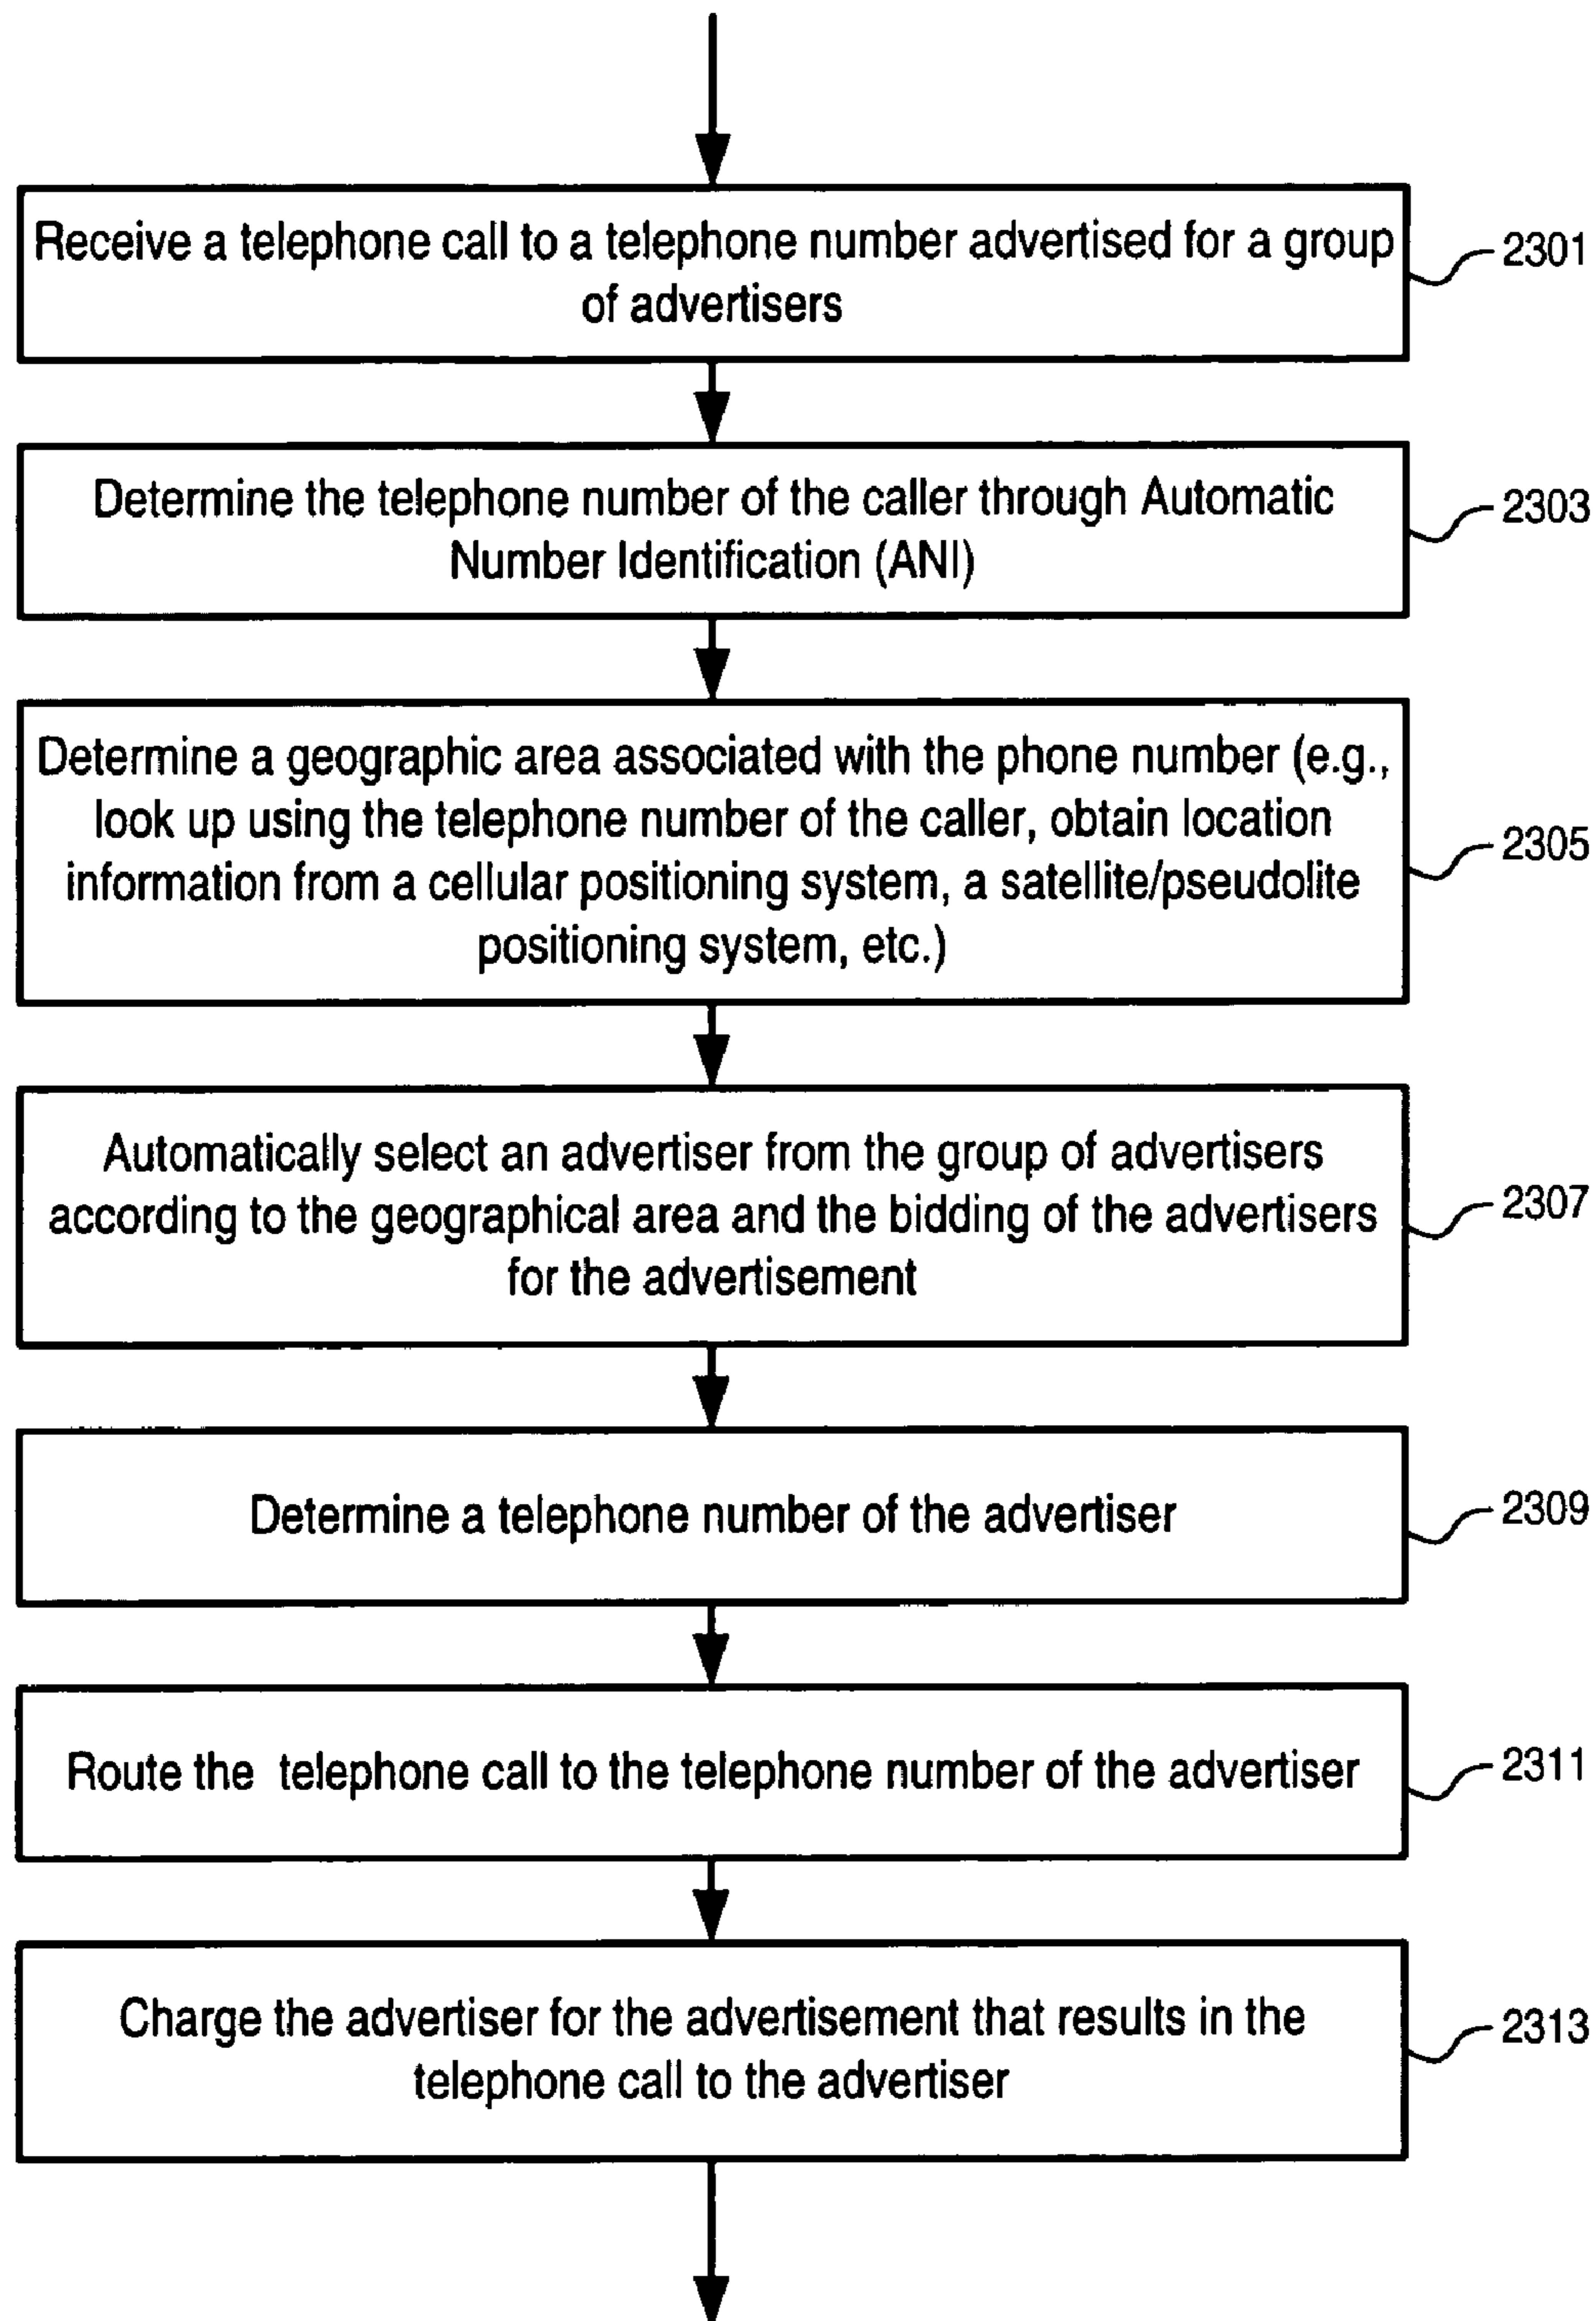 Receive a telephone call to a telephone number advertised for a group
of advertisers
2301
Determine the telephone number of the caller through Automatic
Number Identification (ANI)
2303
Determine a geographic area associated with the phone number (e.g.,
look up using the telephone number of the caller, obtain location
information from a cellular positioning system, a satellite/pseudolite
positioning system, etc.)
2305
Automatically select an advertiser from the group of advertisers
according to the geographical area and the bidding of the advertisers
for the advertisement
2307
Determine a telephone number of the advertiser
2309
Route the telephone call to the telephone number of the advertiser
2311
Charge the advertiser for the advertisement that results in the
telephone call to the advertiser
2313